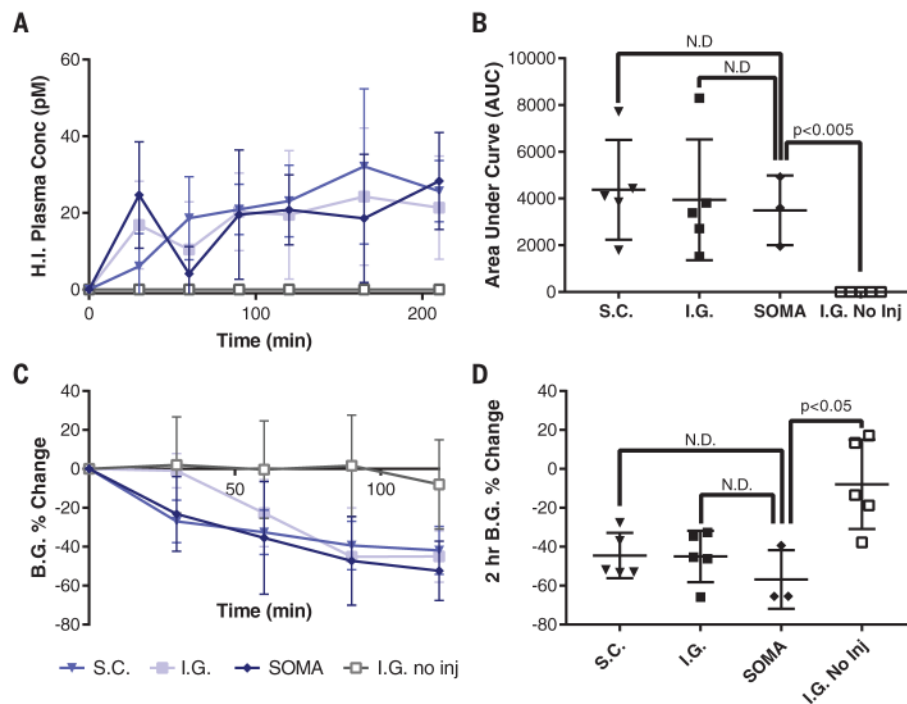 A
H.I. Plasma Conc (pM)
60
40
20
0
0 100 200
Time (min)
B
Area Under Curve (AUC)
10000
8000
6000
4000
2000
0
N.D
N.D
p<0.005
S.C. I.G. SOMA I.G. No Inj
C
B.G. % Change
40
20
0
-20
-40
-60
-80
50 100
Time (min)
S.C. I.G. SOMA I.G. no inj
D
2 hr B.G. % Change
40
20
0
-20
-40
-60
-80
p<0.05
N.D.
N.D.
S.C. I.G. SOMA I.G. No Inj